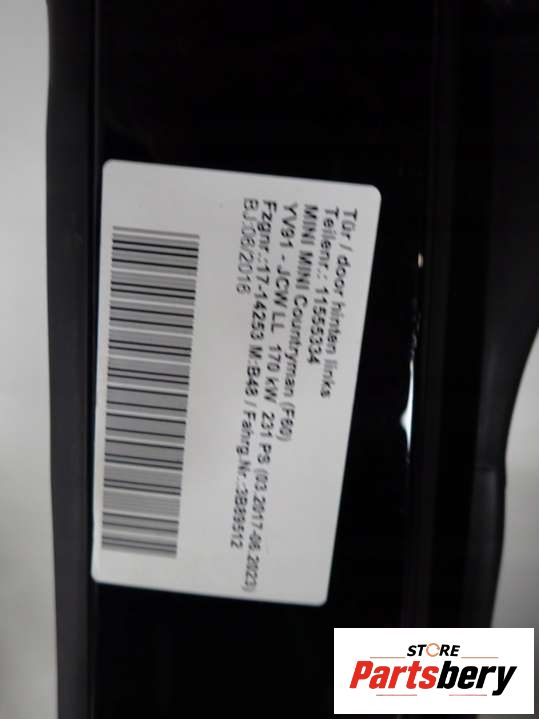 Tür / door hinten links
Teilenr.: 11555334
MINI MINI Countryman (F60)
YV91 - JCW LL 170 kW 231 PS (03.2017-06.2023)
Fzgnr.:17-14253 M:B48 / Fahrg.Nr.:3B89512
BJ:08/2018
STORE
Partsbery